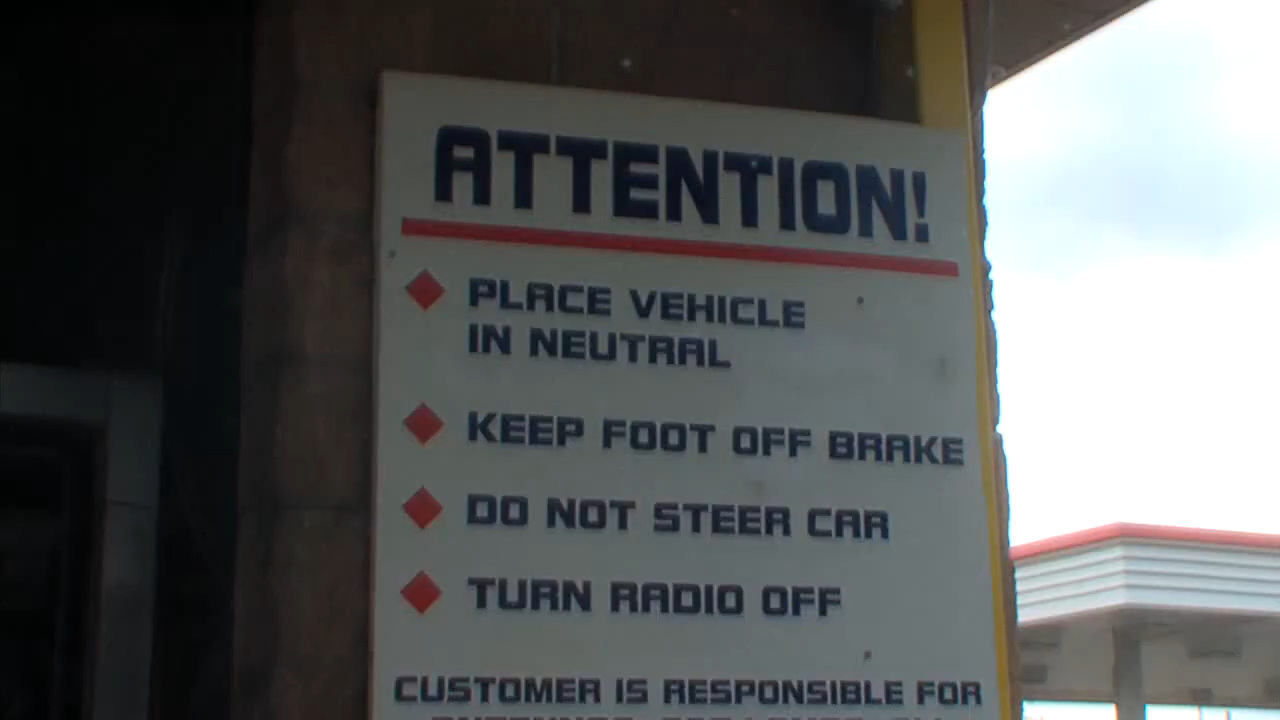 ATTENTION!
PLACE VEHICLE
IN NEUTRAL
KEEP FOOT OFF BRAKE
DO NOT STEER CAR
TURN RADIO OFF
CUSTOMER IS RESPONSIBLE FOR